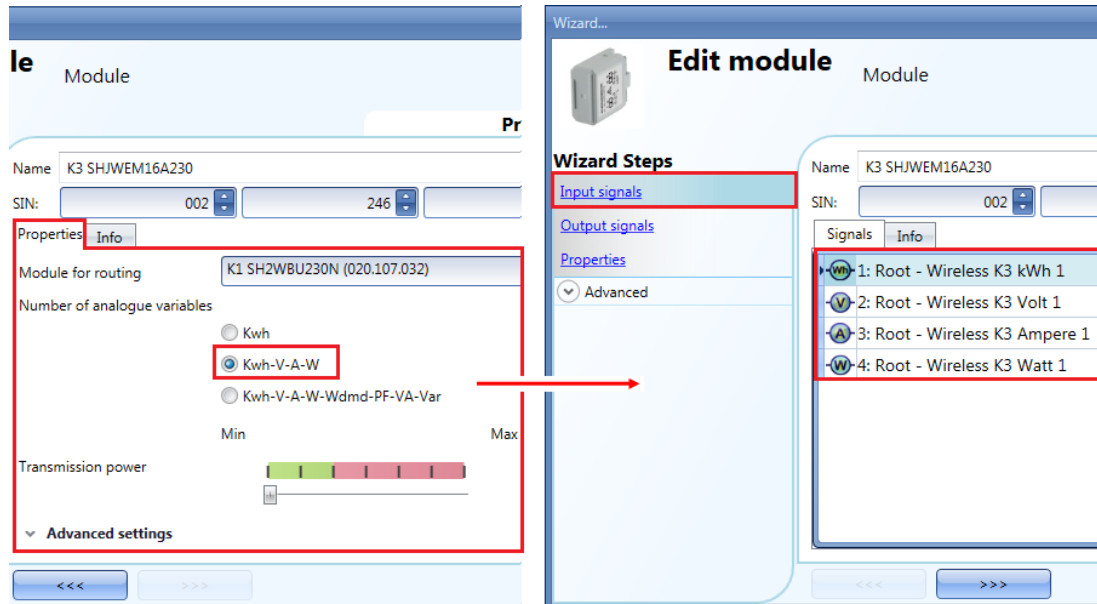 le
Module
Pr
Name K3 SHJWEM16A230
SIN: 002 246
Properties Info
Module for routing K1 SH2WBU230N (020.107.032)
Number of analogue variables
Kwh
Kwh-V-A-W
Kwh-V-A-W-Wdmd-PF-VA-Var
Min Max
Transmission power
Advanced settings
<<< >>>
Wizard...
Edit module Module
Wizard Steps
Input signals
Output signals
Properties
Advanced
Name K3 SHJWEM16A230
SIN: 002
Signals Info
Wh 1: Root - Wireless K3 kWh 1
V 2: Root - Wireless K3 Volt 1
A 3: Root - Wireless K3 Ampere 1
W 4: Root - Wireless K3 Watt 1
<<< >>>